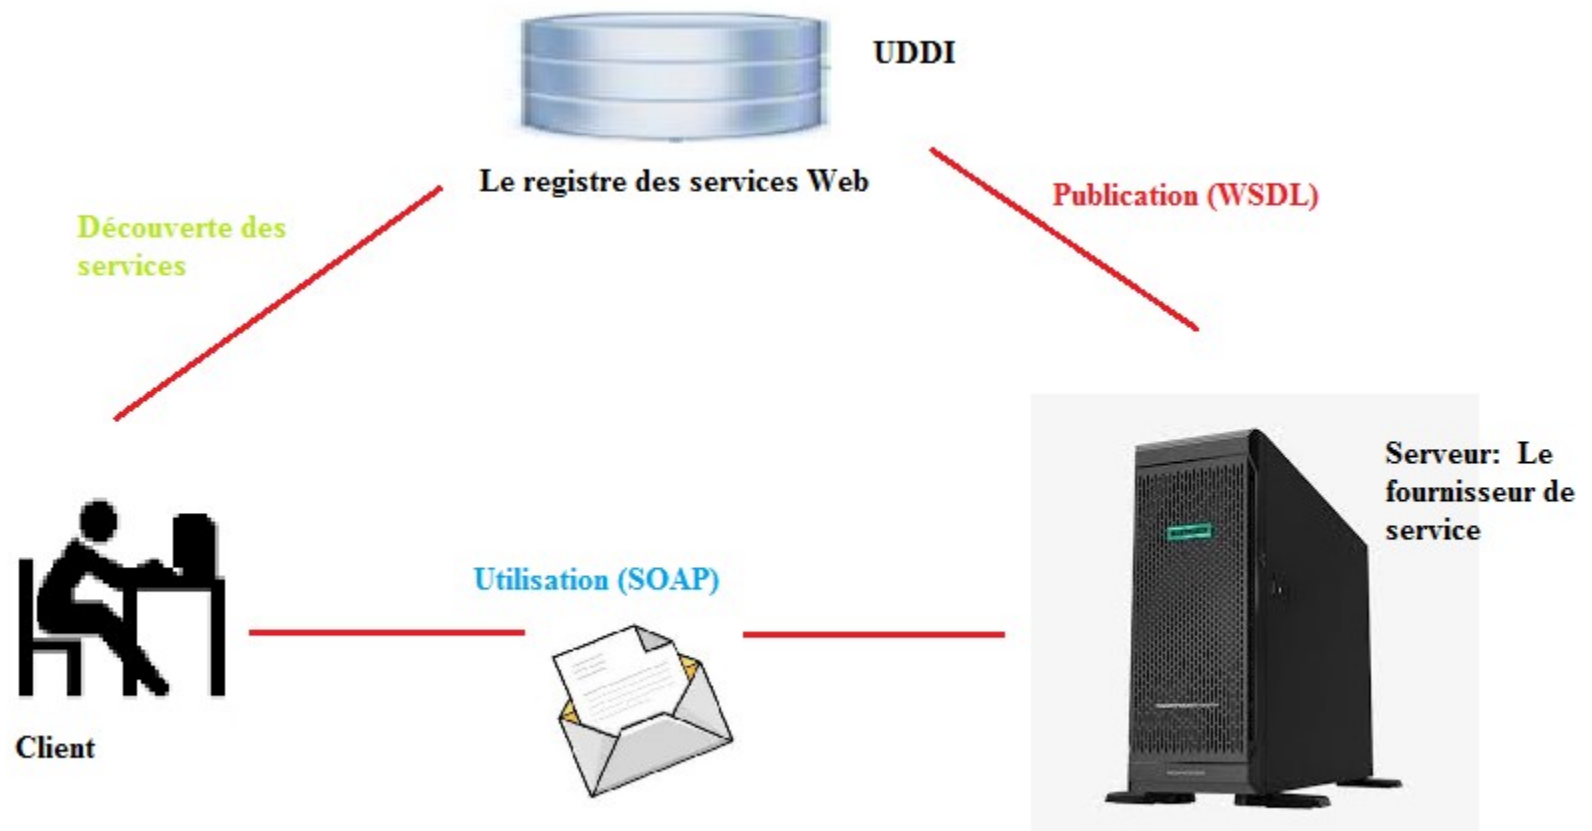 UDDI
Le registre des services Web
Publication (WSDL)
Découverte des
services
Serveur: Le
fournisseur de
service
Utilisation (SOAP)
Client